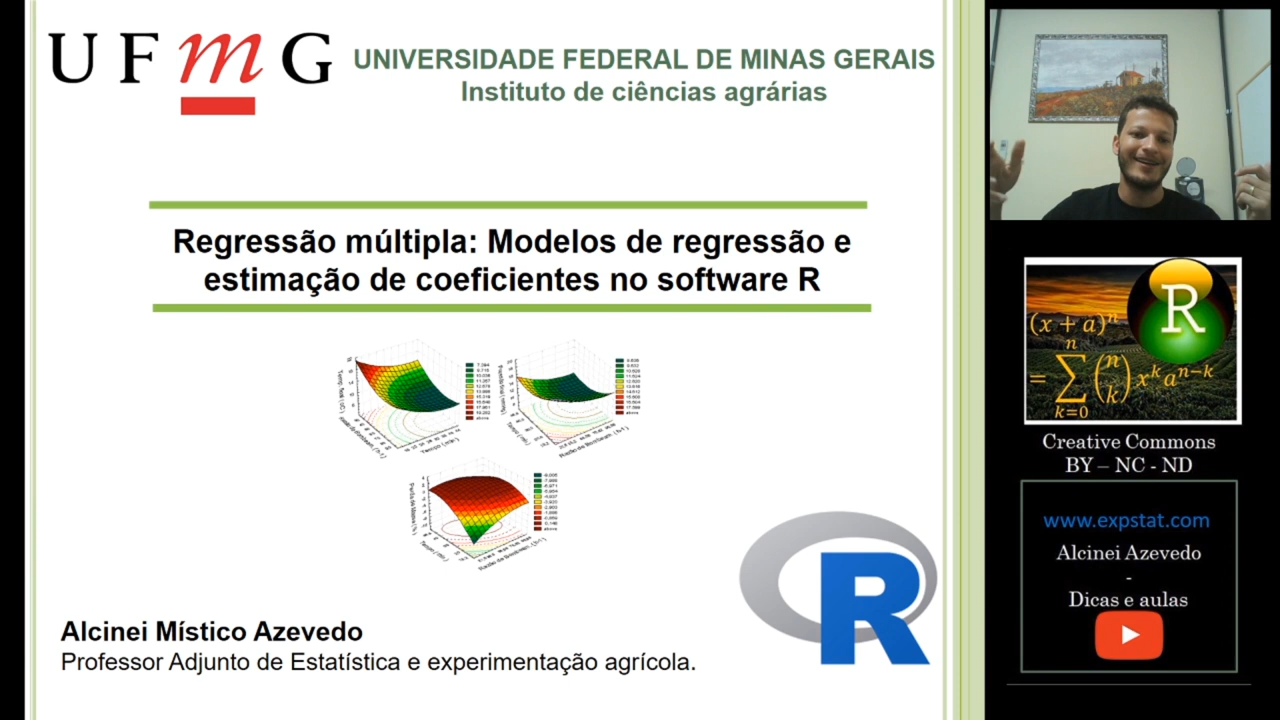 UFmG
UNIVERSIDADE FEDERAL DE MINAS GERAIS
Instituto de ciências agrárias
Regressão múltipla: Modelos de regressão e
estimação de coeficientes no software R
R
Alcinei Místico Azevedo
Professor Adjunto de Estatística e experimentação agrícola.
R
(x + a)^n
= ∑ n k=0 (n k) x^k a^n−k
Creative Commons
BY – NC - ND
www.expstat.com
Alcinei Azevedo
-
Dicas e aulas